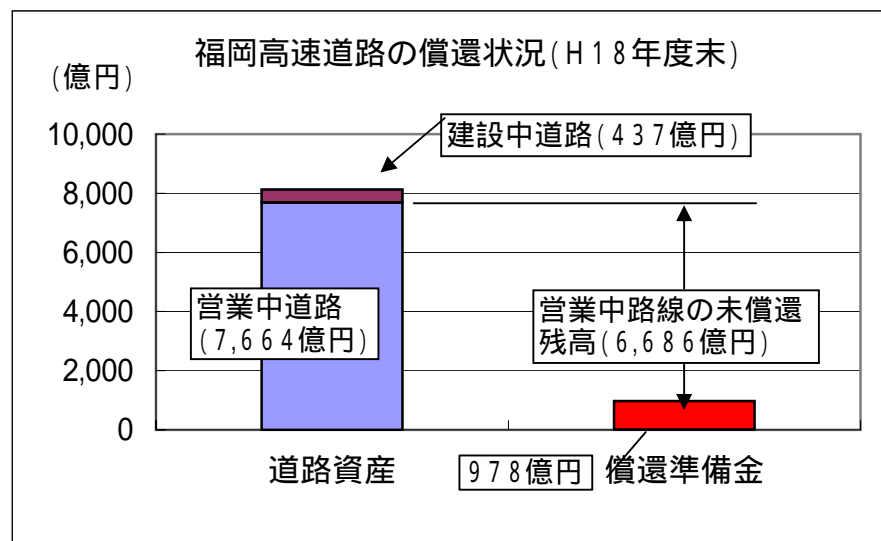 福岡高速道路の償還状況(H18年度末)
(億円)
建設中道路(437億円)
10,000
8,000
6,000
4,000
2,000
0
営業中道路
(7,664億円)
営業中路線の未償還
残高(6,686億円)
道路資産
978億円
償還準備金